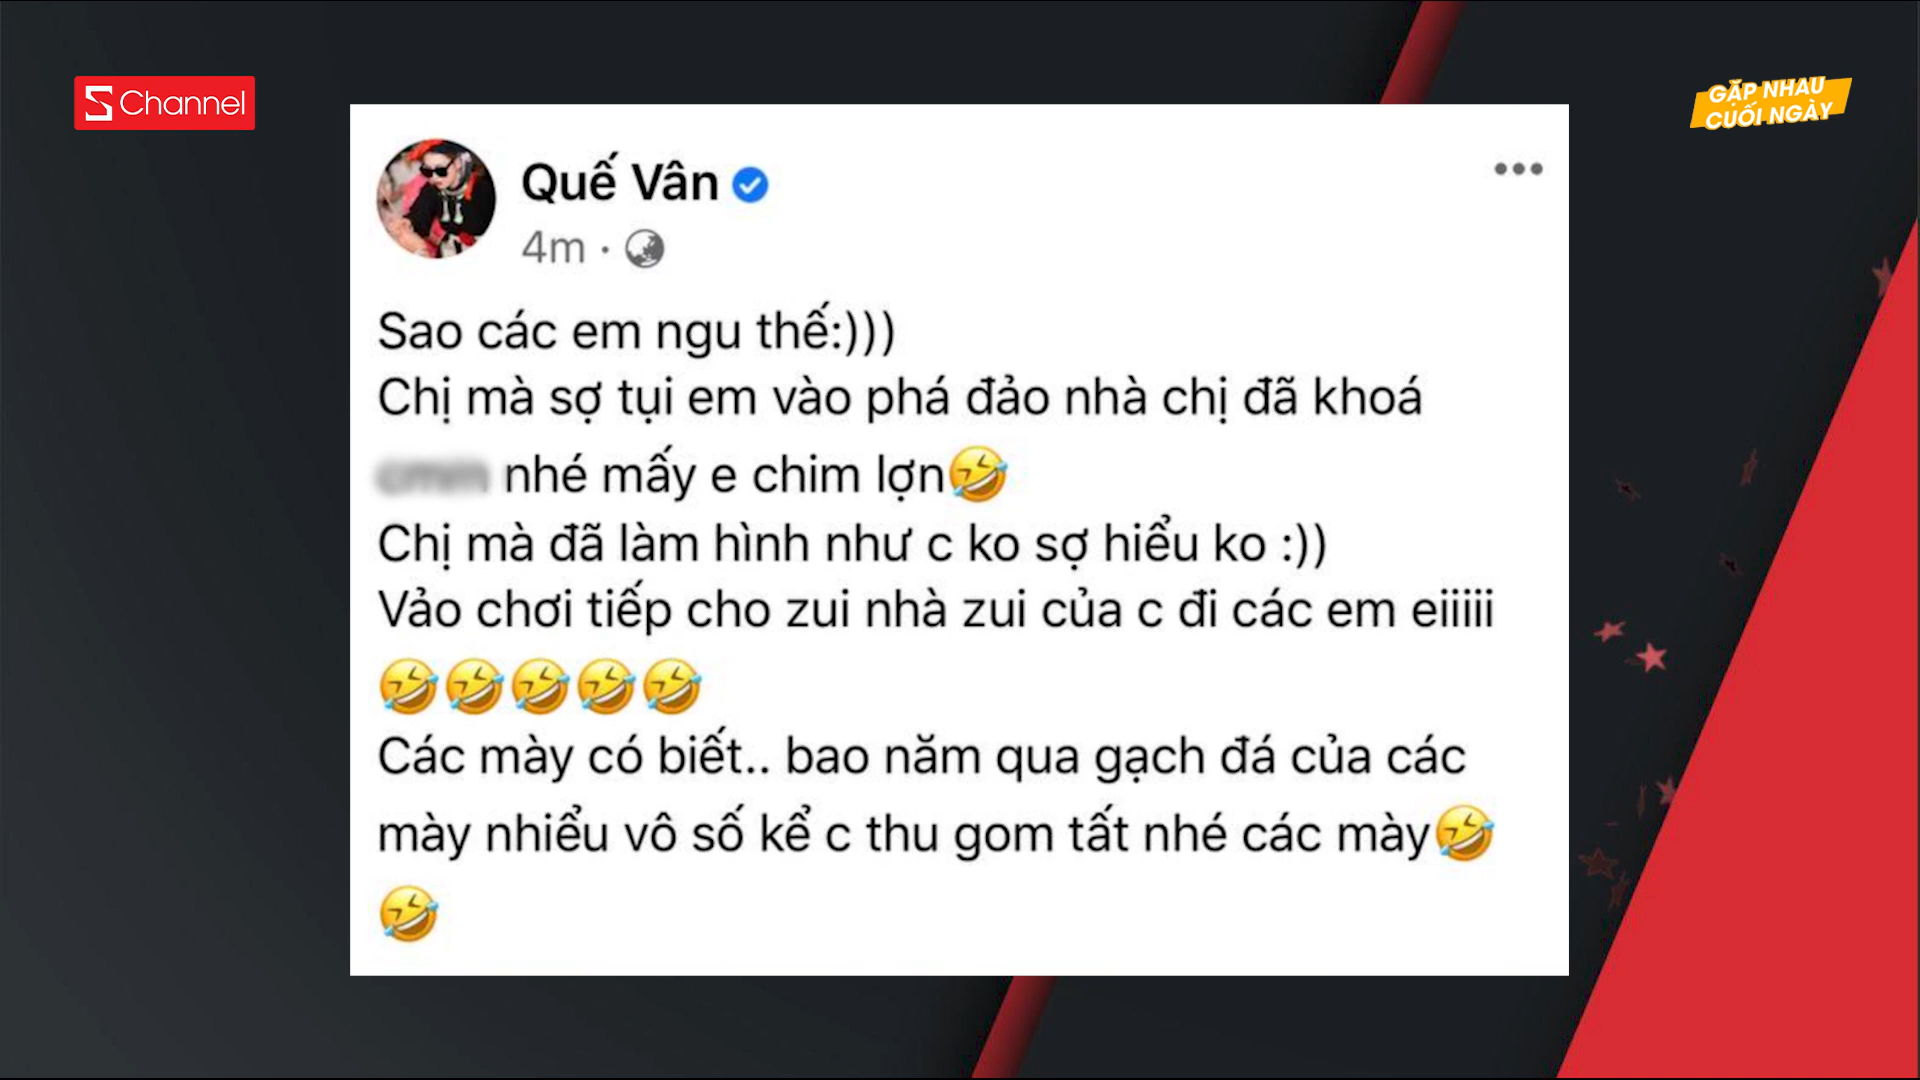 S Channel
GẶP NHAU
CUỐI NGÀY
Quế Vân
4m ·
Sao các em ngu thế:)))
Chị mà sợ tụi em vào phá đảo nhà chị đã khoá
nhé mấy e chim lợn🤣
Chị mà đã làm hình như c ko sợ hiểu ko :))
Vảo chơi tiếp cho zui nhà zui của c đi các em eiiiii
🤣🤣🤣🤣🤣
Các mày có biết.. bao năm qua gạch đá của các
mày nhiểu vô số kể c thu gom tất nhé các mày🤣
🤣